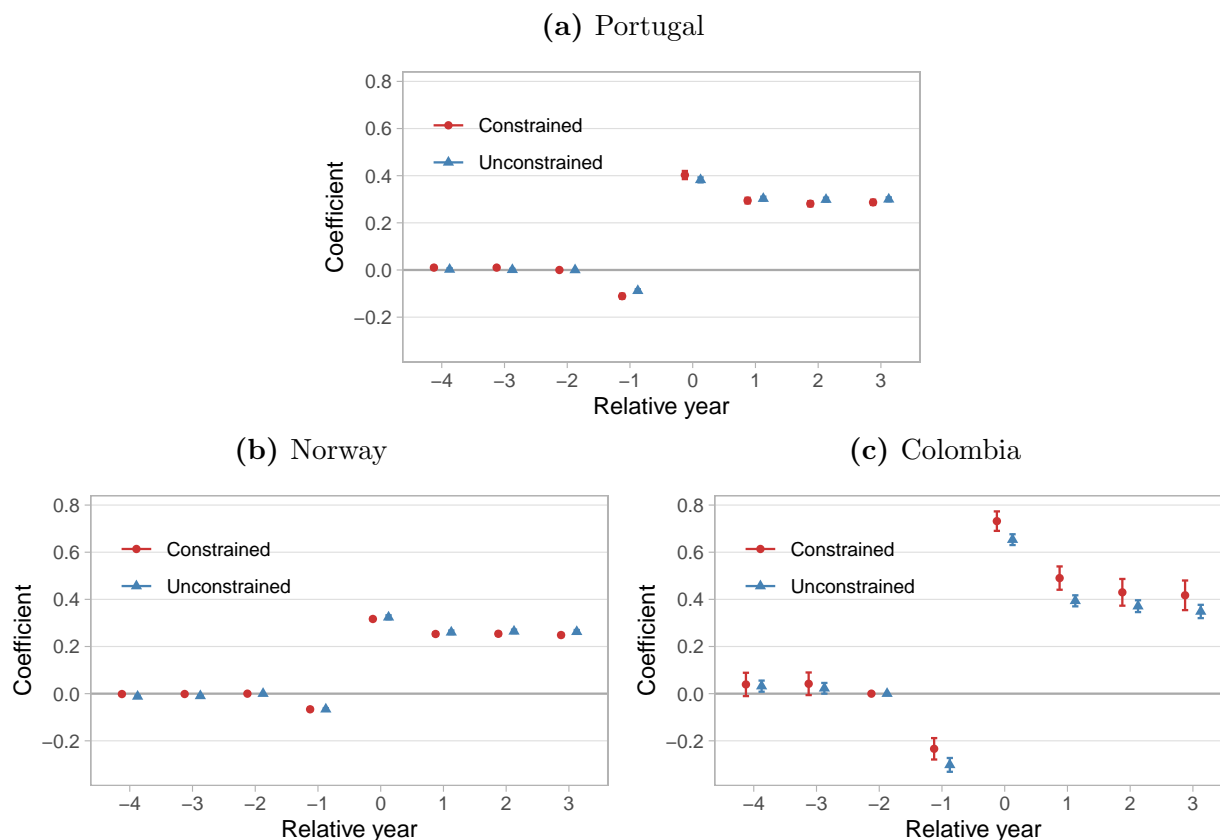 (a) Portugal
0.8
0.6
0.4
0.2
0.0
−0.2
Coefficient
Constrained
Unconstrained
−4 −3 −2 −1 0 1 2 3
Relative year
(b) Norway
0.8
0.6
0.4
0.2
0.0
−0.2
Coefficient
Constrained
Unconstrained
−4 −3 −2 −1 0 1 2 3
Relative year
(c) Colombia
0.8
0.6
0.4
0.2
0.0
−0.2
Coefficient
Constrained
Unconstrained
−4 −3 −2 −1 0 1 2 3
Relative year